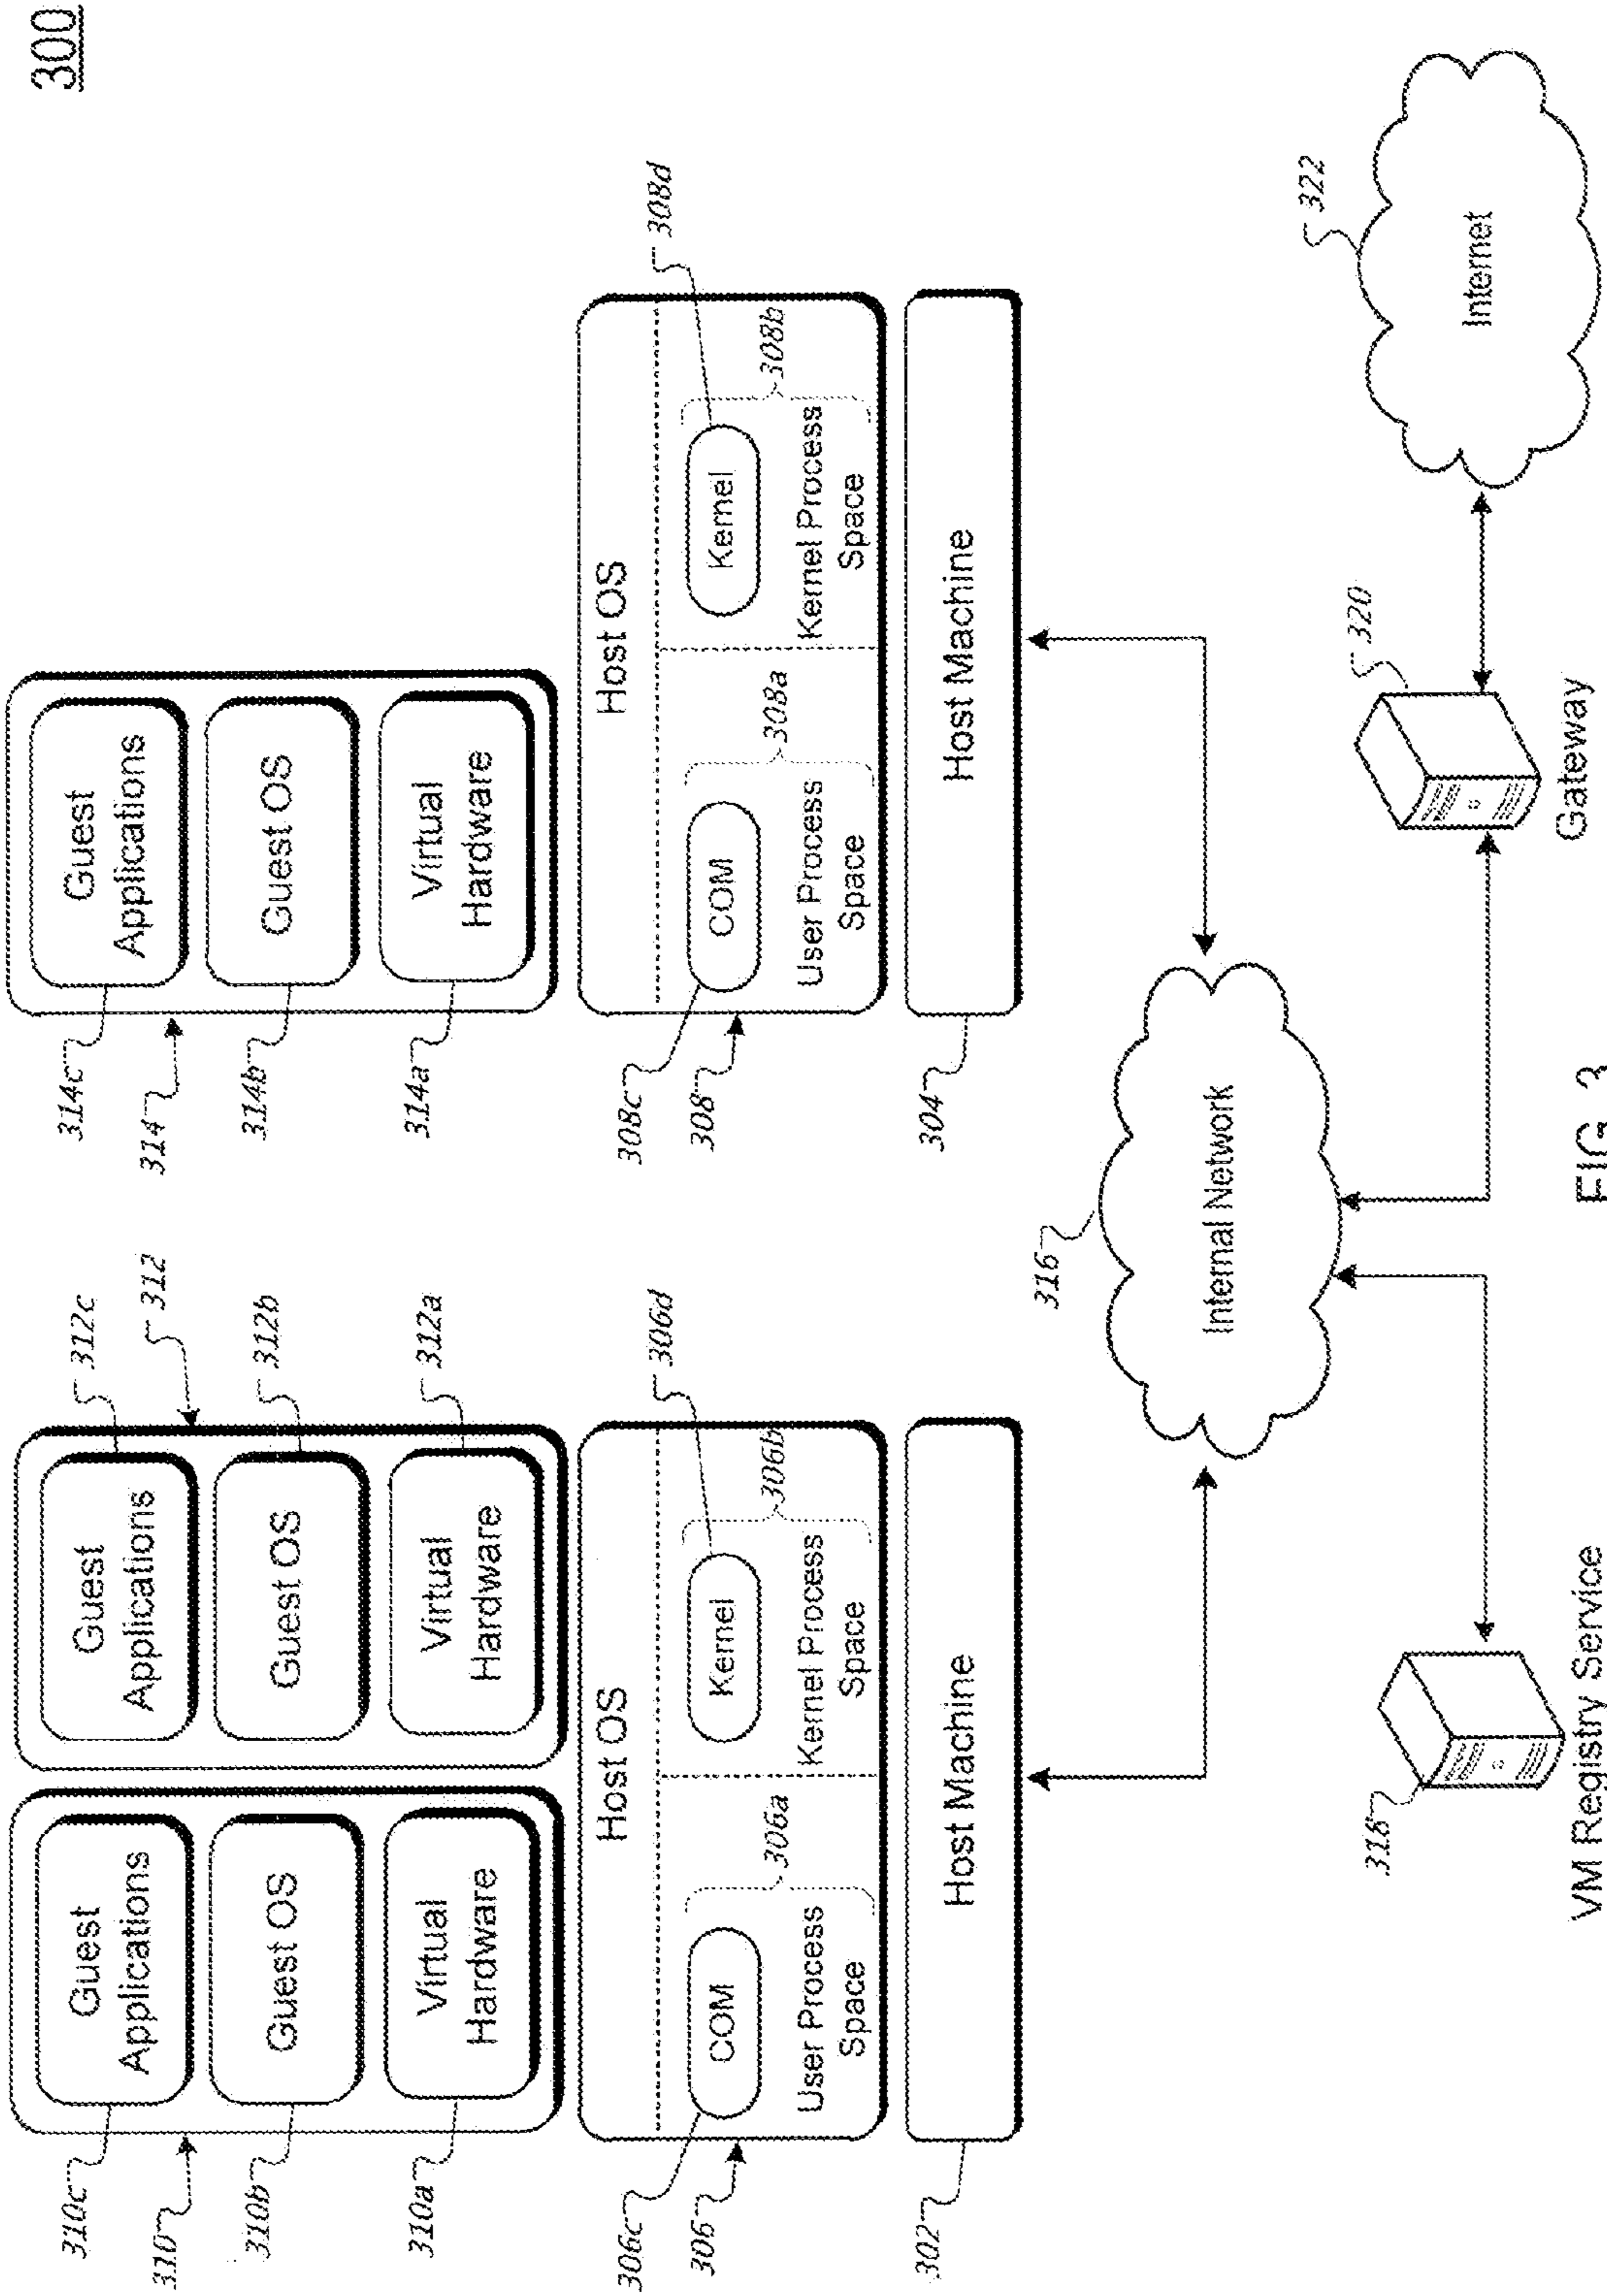 300
310c
Guest
Applications
310
310b
Guest OS
310a
Virtual
Hardware
Guest
Applications
312c
312
Guest OS
312b
Virtual
Hardware
312a
314c
Guest
Applications
314
314b
Guest OS
314a
Virtual
Hardware
Host OS
306c
COM
306
User Process
Space
306a
Kernel
306d
Kernel Process
Space
306b
Host OS
308c
COM
308
User Process
Space
308a
Kernel
308d
Kernel Process
Space
308b
302
Host Machine
304
Host Machine
316
Internal Network
318
VM Registry Service
320
Gateway
322
Internet
FIG. 3